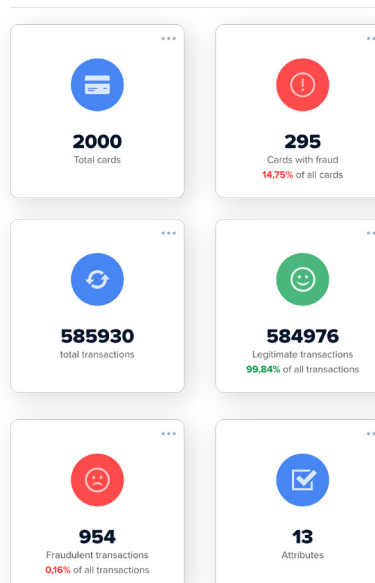 2000
Total cards
295
Cards with fraud
14,75% of all cards
585930
total transactions
584976
Legitimate transactions
99,84% of all transactions
954
Fraudulent transactions
0,16% of all transactions
13
Attributes